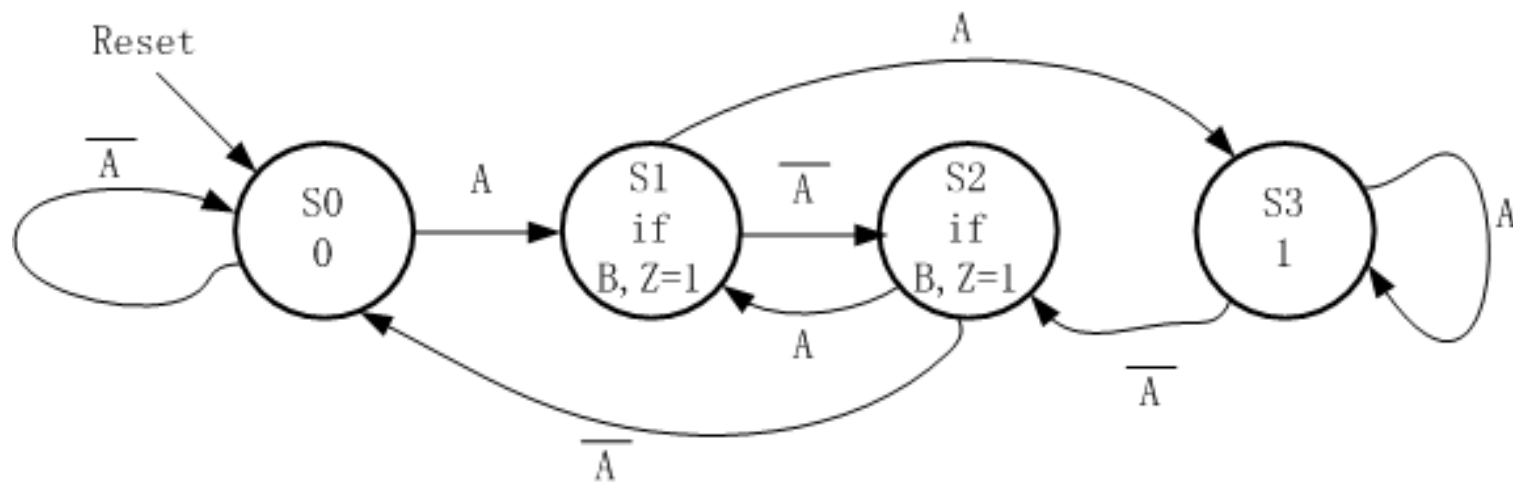 Reset
A
A̅
A
A̅
S0
0
S1
if
B, Z=1
S2
if
B, Z=1
S3
1
A
A
A̅
A̅